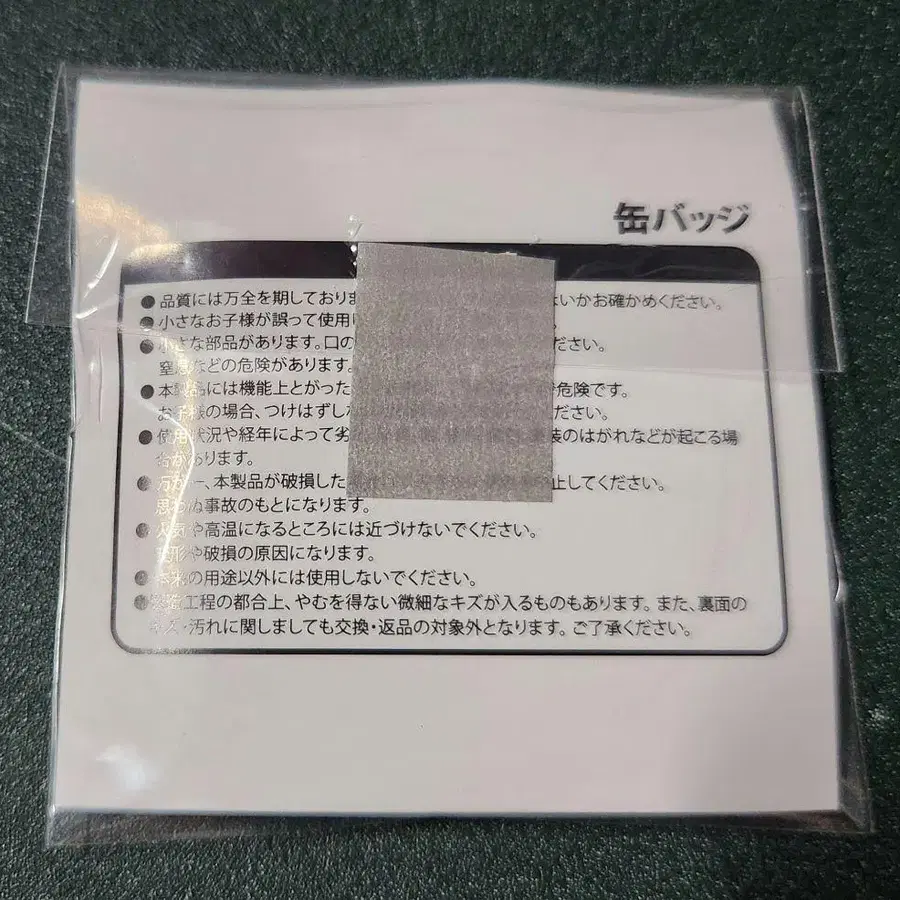 缶バッジ
●品質には万全を期しておりま いかお確かめください。
●小さなお子様が誤って使用
●小さな部品があります。口の ださい。
窒息などの危険があります。
●本製品には機能上とがった 危険です。
お子様の場合、つけはずし ください。
●使用状況や経年によって劣 のはがれなどが起こる場
合があります。
●万が一、本製品が破損した 止してください。
思わぬ事故のもとになります。
●火気や高温になるところには近づけないでください。
変形や破損の原因になります。
●本来の用途以外には使用しないでください。
●製造工程の都合上、やむを得ない微細なキズが入るものもあります。また、裏面の
キズ・汚れに関しましても交換・返品の対象外となります。ご了承ください。